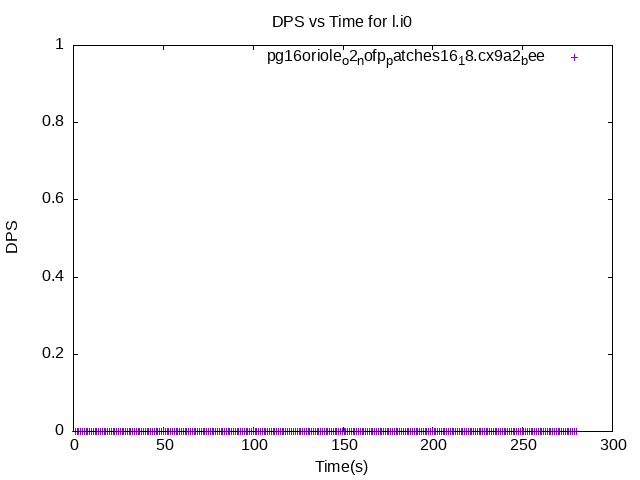 DPS vs Time for l.i0
pg16oriole_o2_nofp_patches16_18.cx9a2_bee
1
0.8
0.6
0.4
0.2
0
DPS
0 50 100 150 200 250 300
Time(s)